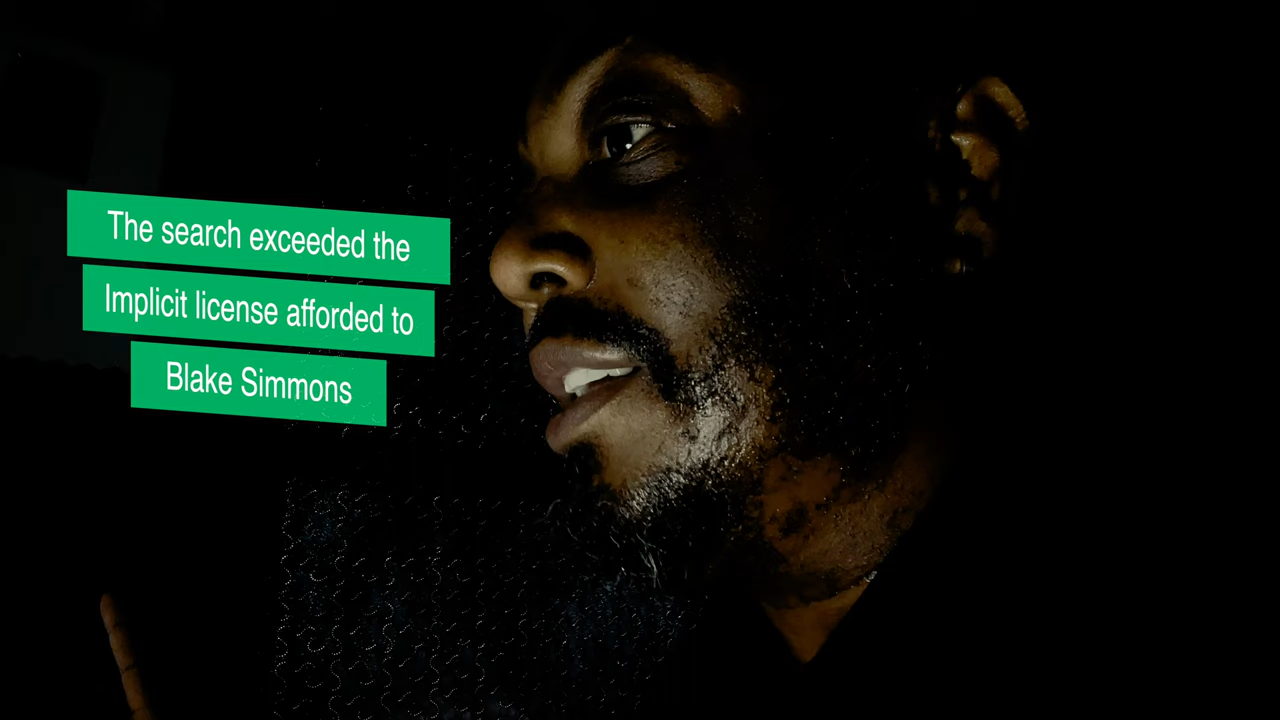 The search exceeded the
Implicit license afforded to
Blake Simmons